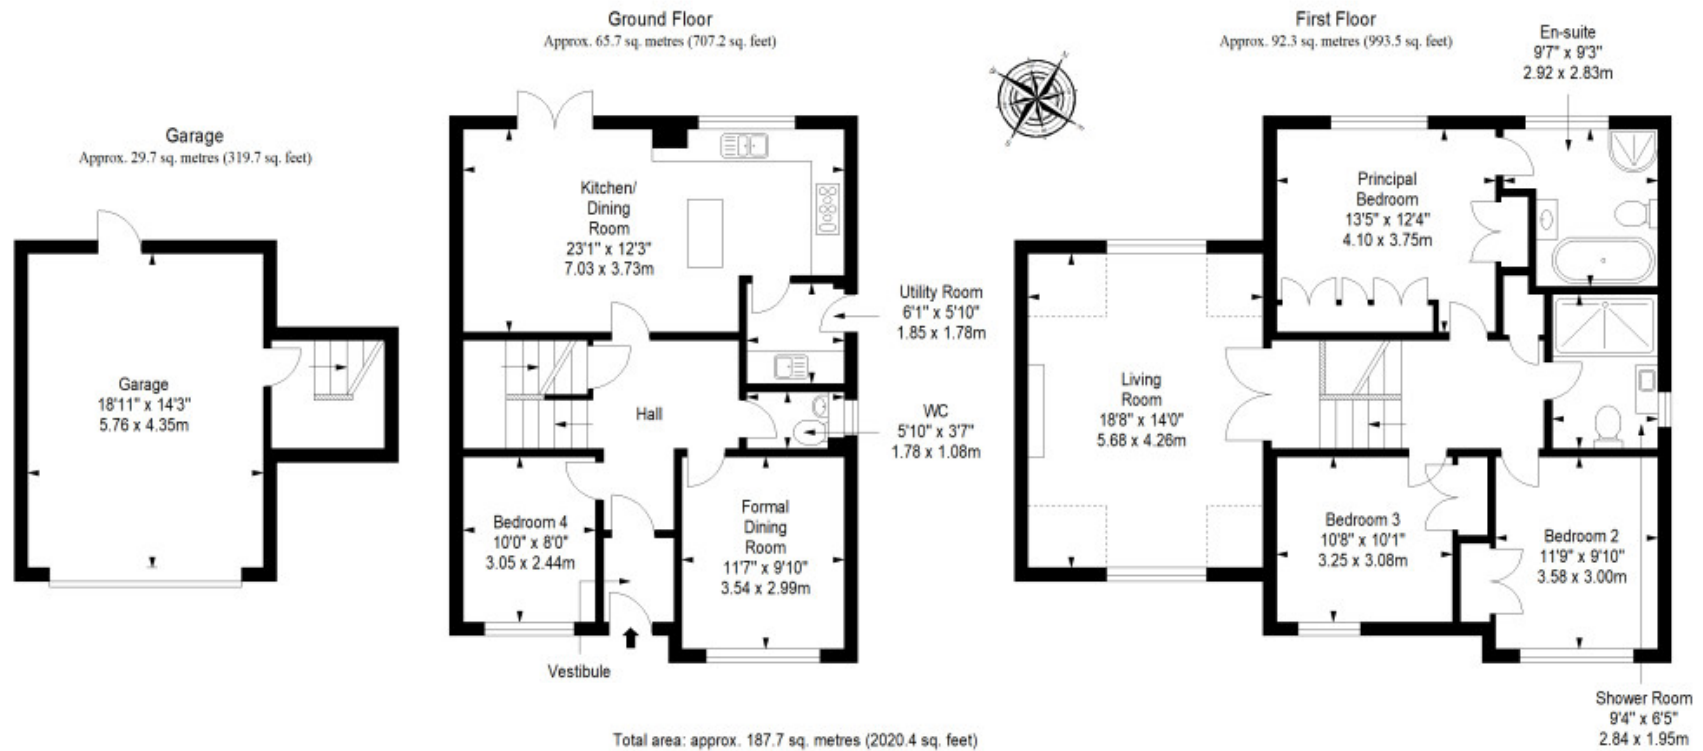 Ground Floor
Approx. 65.7 sq. metres (707.2 sq. feet)
First Floor
Approx. 92.3 sq. metres (993.5 sq. feet)
En-suite
9'7" x 9'3"
2.92 x 2.83m
Garage
Approx. 29.7 sq. metres (319.7 sq. feet)
Garage
18'11" x 14'3"
5.76 x 4.35m
Kitchen/
Dining
Room
23'1" x 12'3"
7.03 x 3.73m
Utility Room
6'1" x 5'10"
1.85 x 1.78m
Hall
WC
5'10" x 3'7"
1.78 x 1.08m
Bedroom 4
10'0" x 8'0"
3.05 x 2.44m
Formal
Dining
Room
11'7" x 9'10"
3.54 x 2.99m
Vestibule
Principal
Bedroom
13'5" x 12'4"
4.10 x 3.75m
Living
Room
18'8" x 14'0"
5.68 x 4.26m
Bedroom 3
10'8" x 10'1"
3.25 x 3.08m
Bedroom 2
11'9" x 9'10"
3.58 x 3.00m
Shower Room
9'4" x 6'5"
2.84 x 1.95m
Total area: approx. 187.7 sq. metres (2020.4 sq. feet)